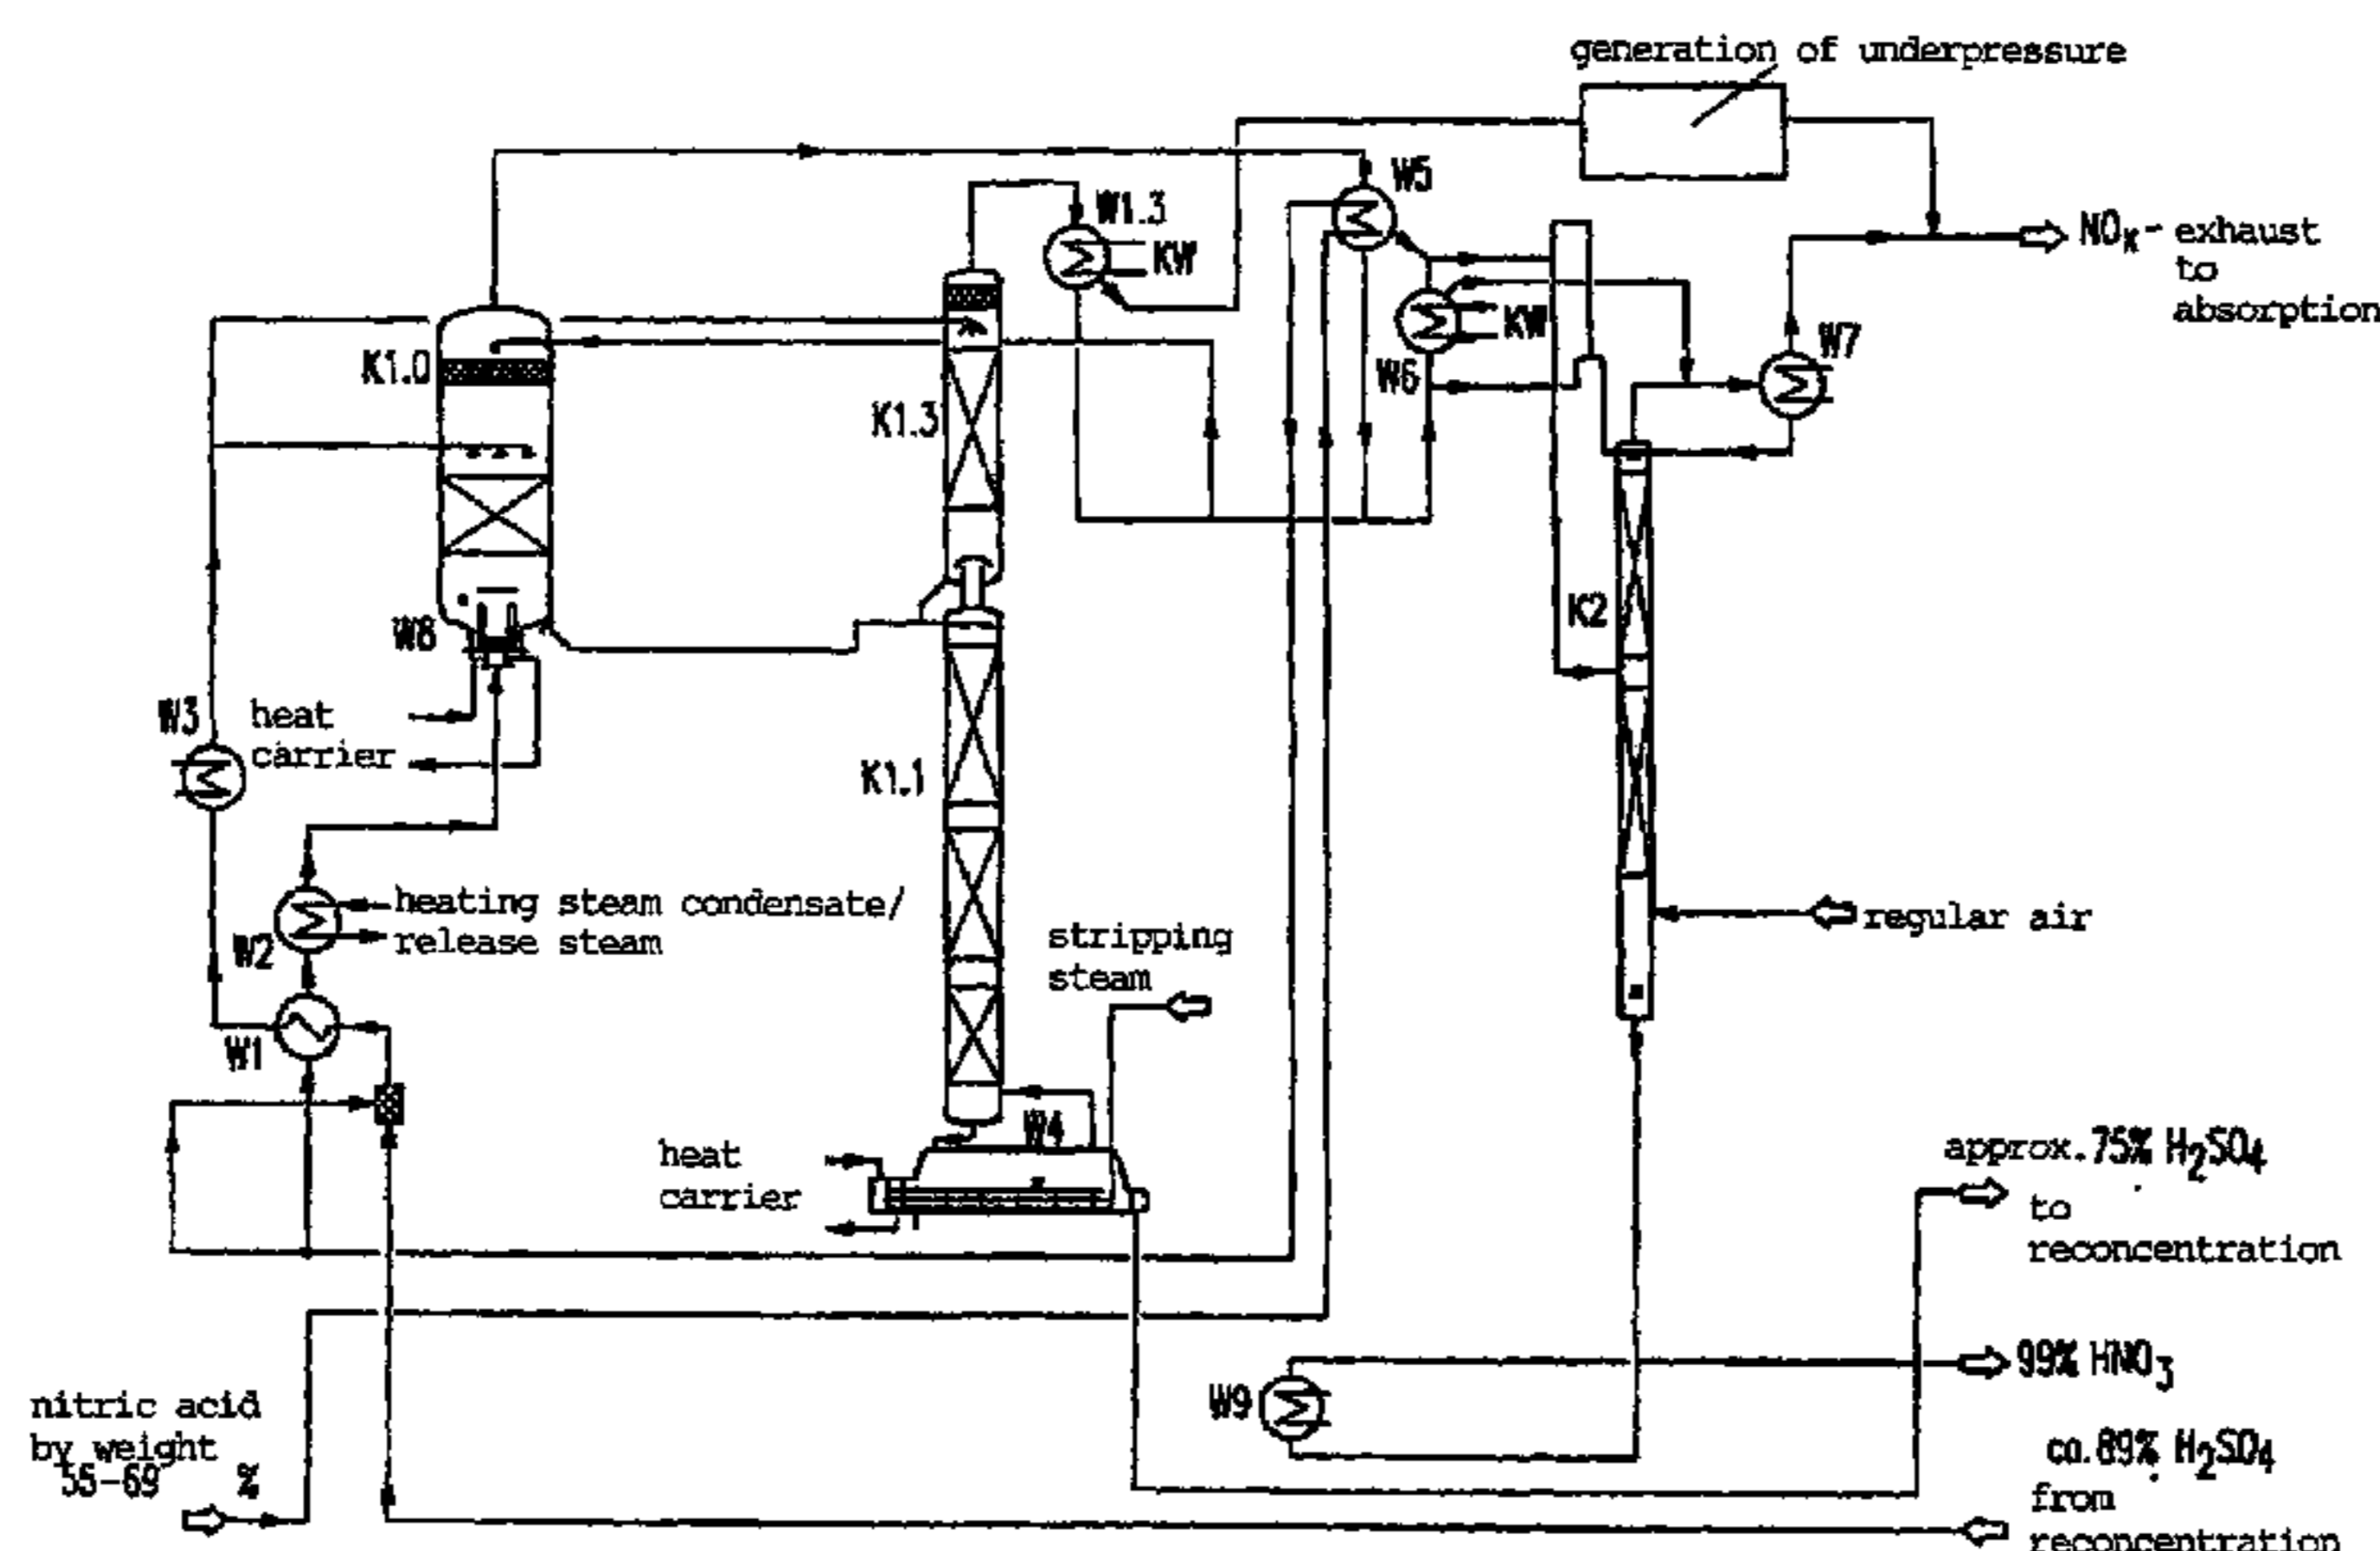 generation of underpressure
W5
W1.3
KW
NOx - exhaust
to
absorption
KW
W7
K1.0
W6
K1.3
K2
W8
W3
heat
carrier
K1.1
heating steam condensate/
release steam
W2
regular air
stripping
steam
W1
W4
heat
carrier
approx. 75% H2SO4
to
reconcentration
99% HNO3
W9
nitric acid
by weight
55-69 %
ca. 89% H2SO4
from
reconcentration